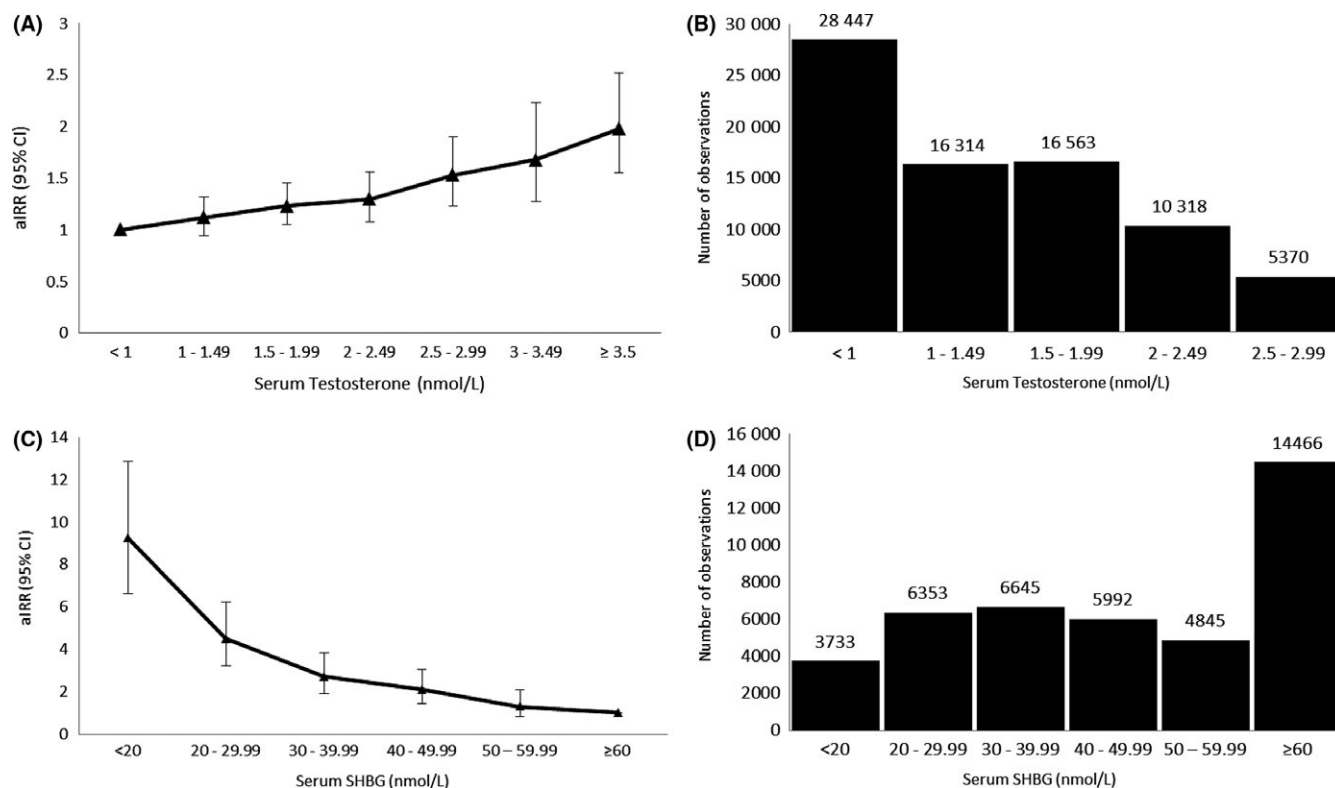 (A)
aIRR (95% CI)
3
2.5
2
1.5
1
0.5
0
< 1
1 - 1.49
1.5 - 1.99
2 - 2.49
2.5 - 2.99
3 - 3.49
≥ 3.5
Serum Testosterone (nmol/L)
(B)
Number of observations
30 000
25 000
20 000
15 000
10 000
5000
0
28 447
16 314
16 563
10 318
5370
< 1
1 - 1.49
1.5 - 1.99
2 - 2.49
2.5 - 2.99
Serum Testosterone (nmol/L)
(C)
aIRR (95% CI)
14
12
10
8
6
4
2
0
<20
20 - 29.99
30 - 39.99
40 - 49.99
50 – 59.99
≥60
Serum SHBG (nmol/L)
(D)
Number of observations
16 000
14 000
12 000
10 000
8000
6000
4000
2000
0
3733
6353
6645
5992
4845
14466
<20
20 - 29.99
30 - 39.99
40 - 49.99
50 – 59.99
≥60
Serum SHBG (nmol/L)